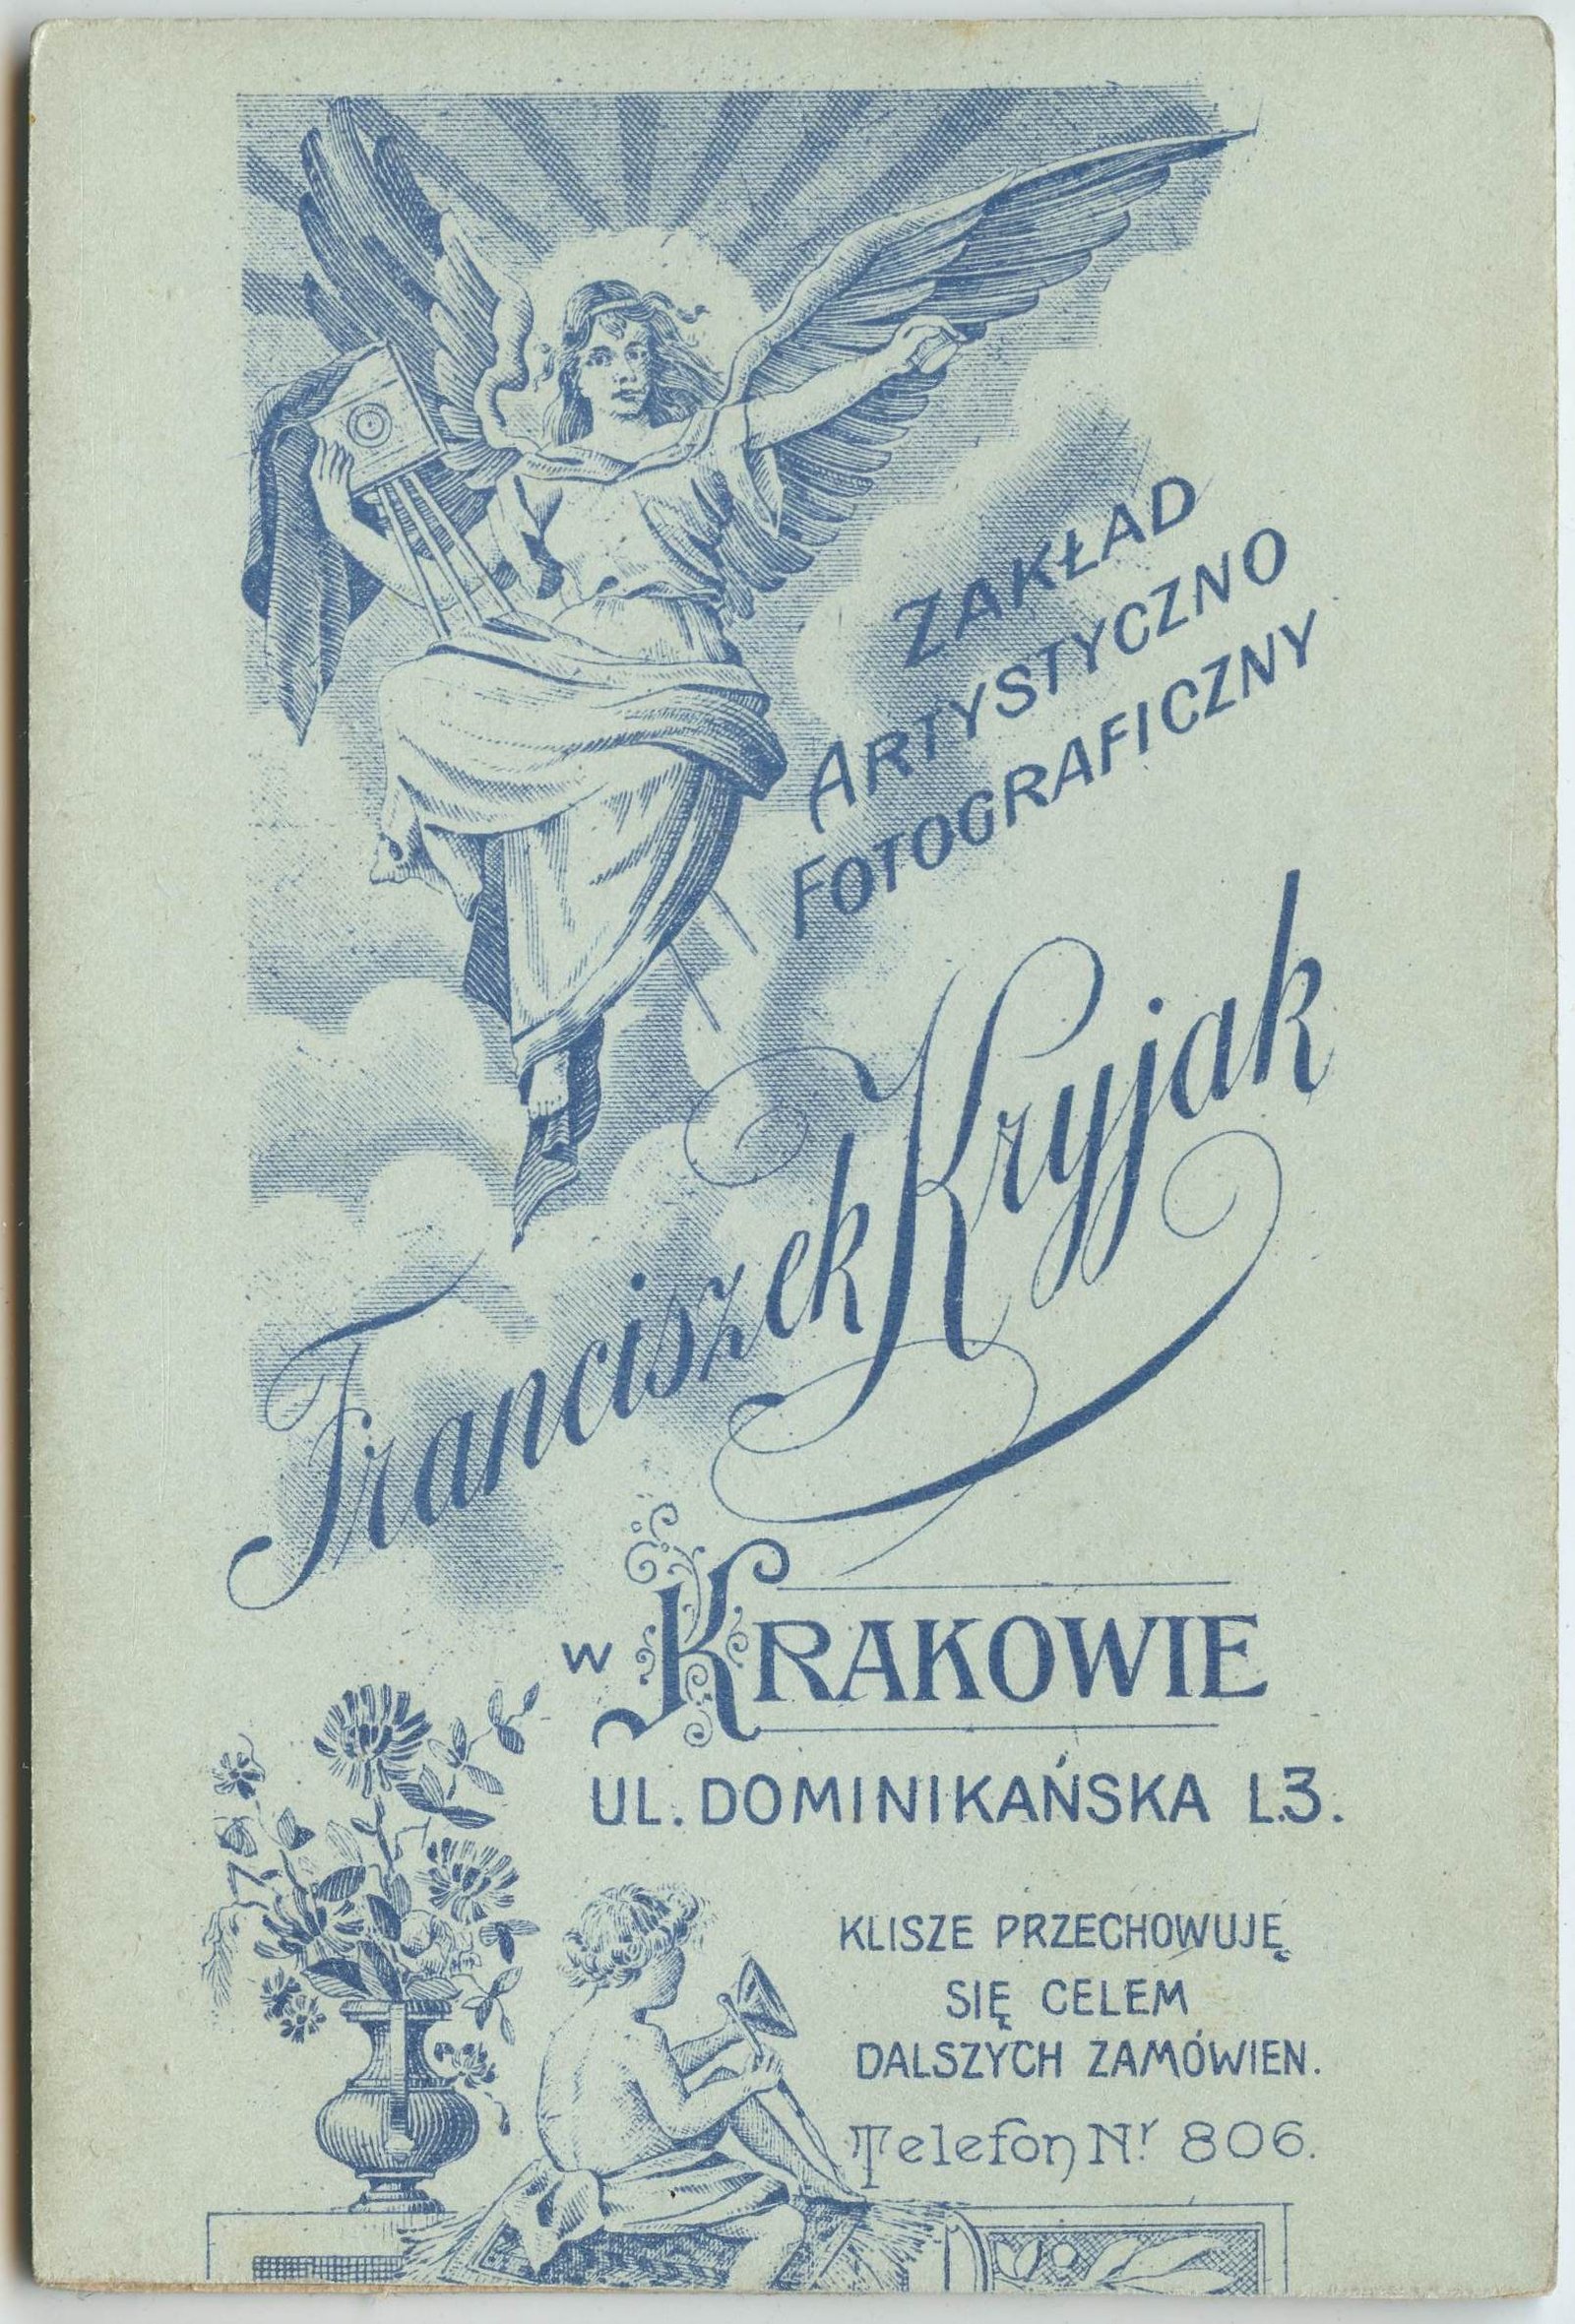 ZAKŁAD
ARTYSTYCZNO
FOTOGRAFICZNY
Franciszek Kryjak
w KRAKOWIE
UL. DOMINIKAŃSKA L.3.
KLISZE PRZECHOWUJĘ
SIĘ CELEM
DALSZYCH ZAMÓWIEN.
Telefon Nr. 806.